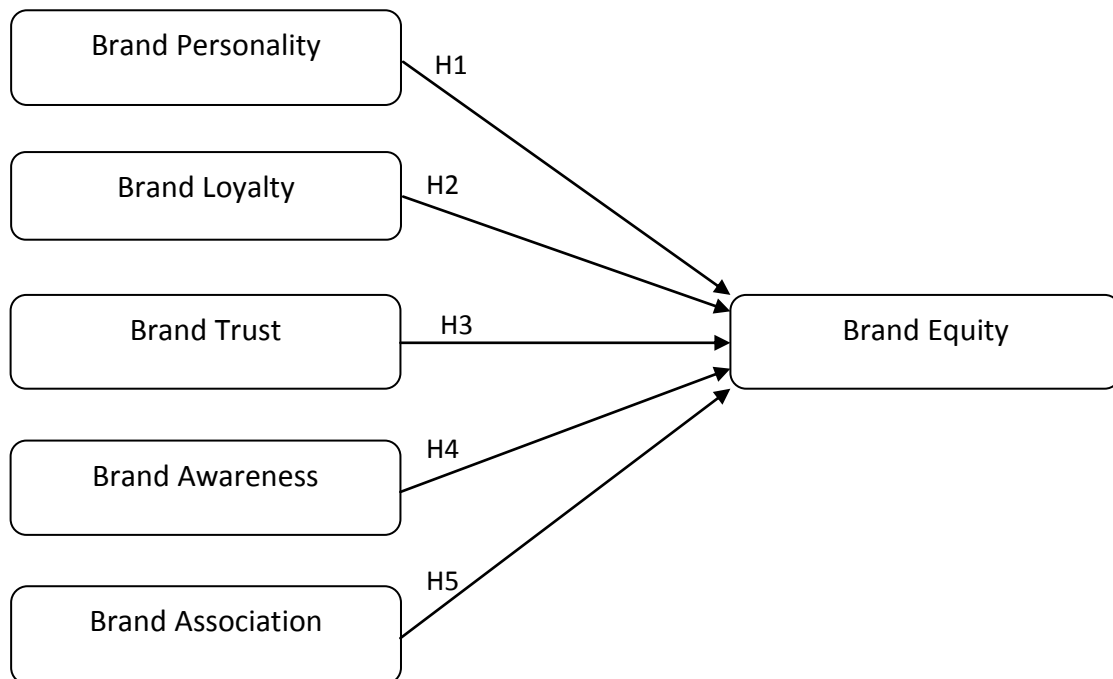 Brand Personality
H1
Brand Loyalty
H2
Brand Trust
H3
Brand Equity
Brand Awareness
H4
Brand Association
H5